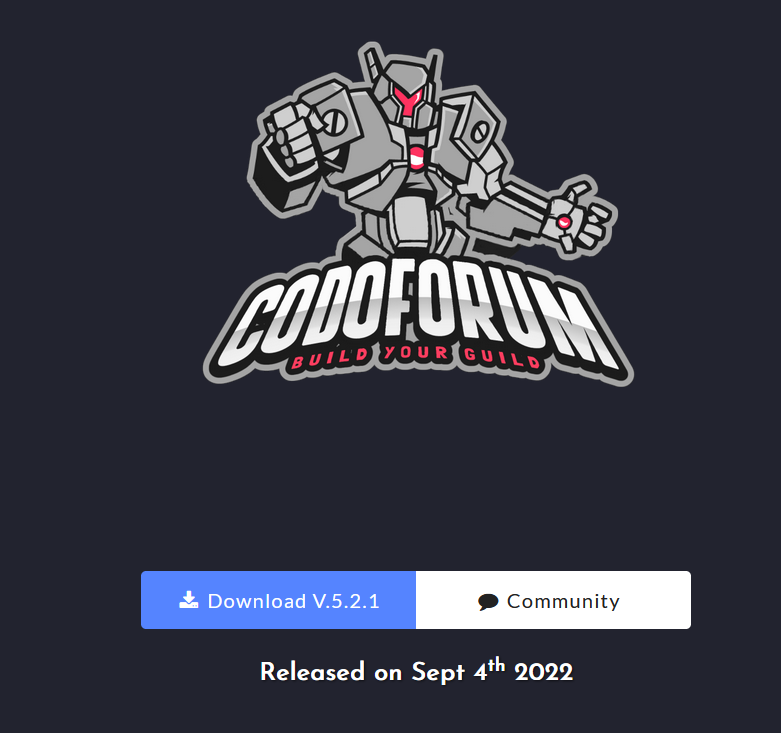 CODOFORUM
BUILD YOUR GUILD
Download V.5.2.1
Community
Released on Sept 4th 2022